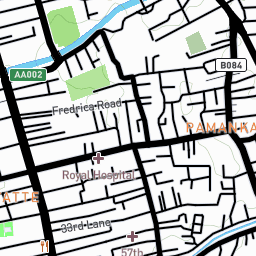 B084
AA002
Fredrica Road
PAMANKA
Royal Hospital
ATTE
33rd Lane
57th